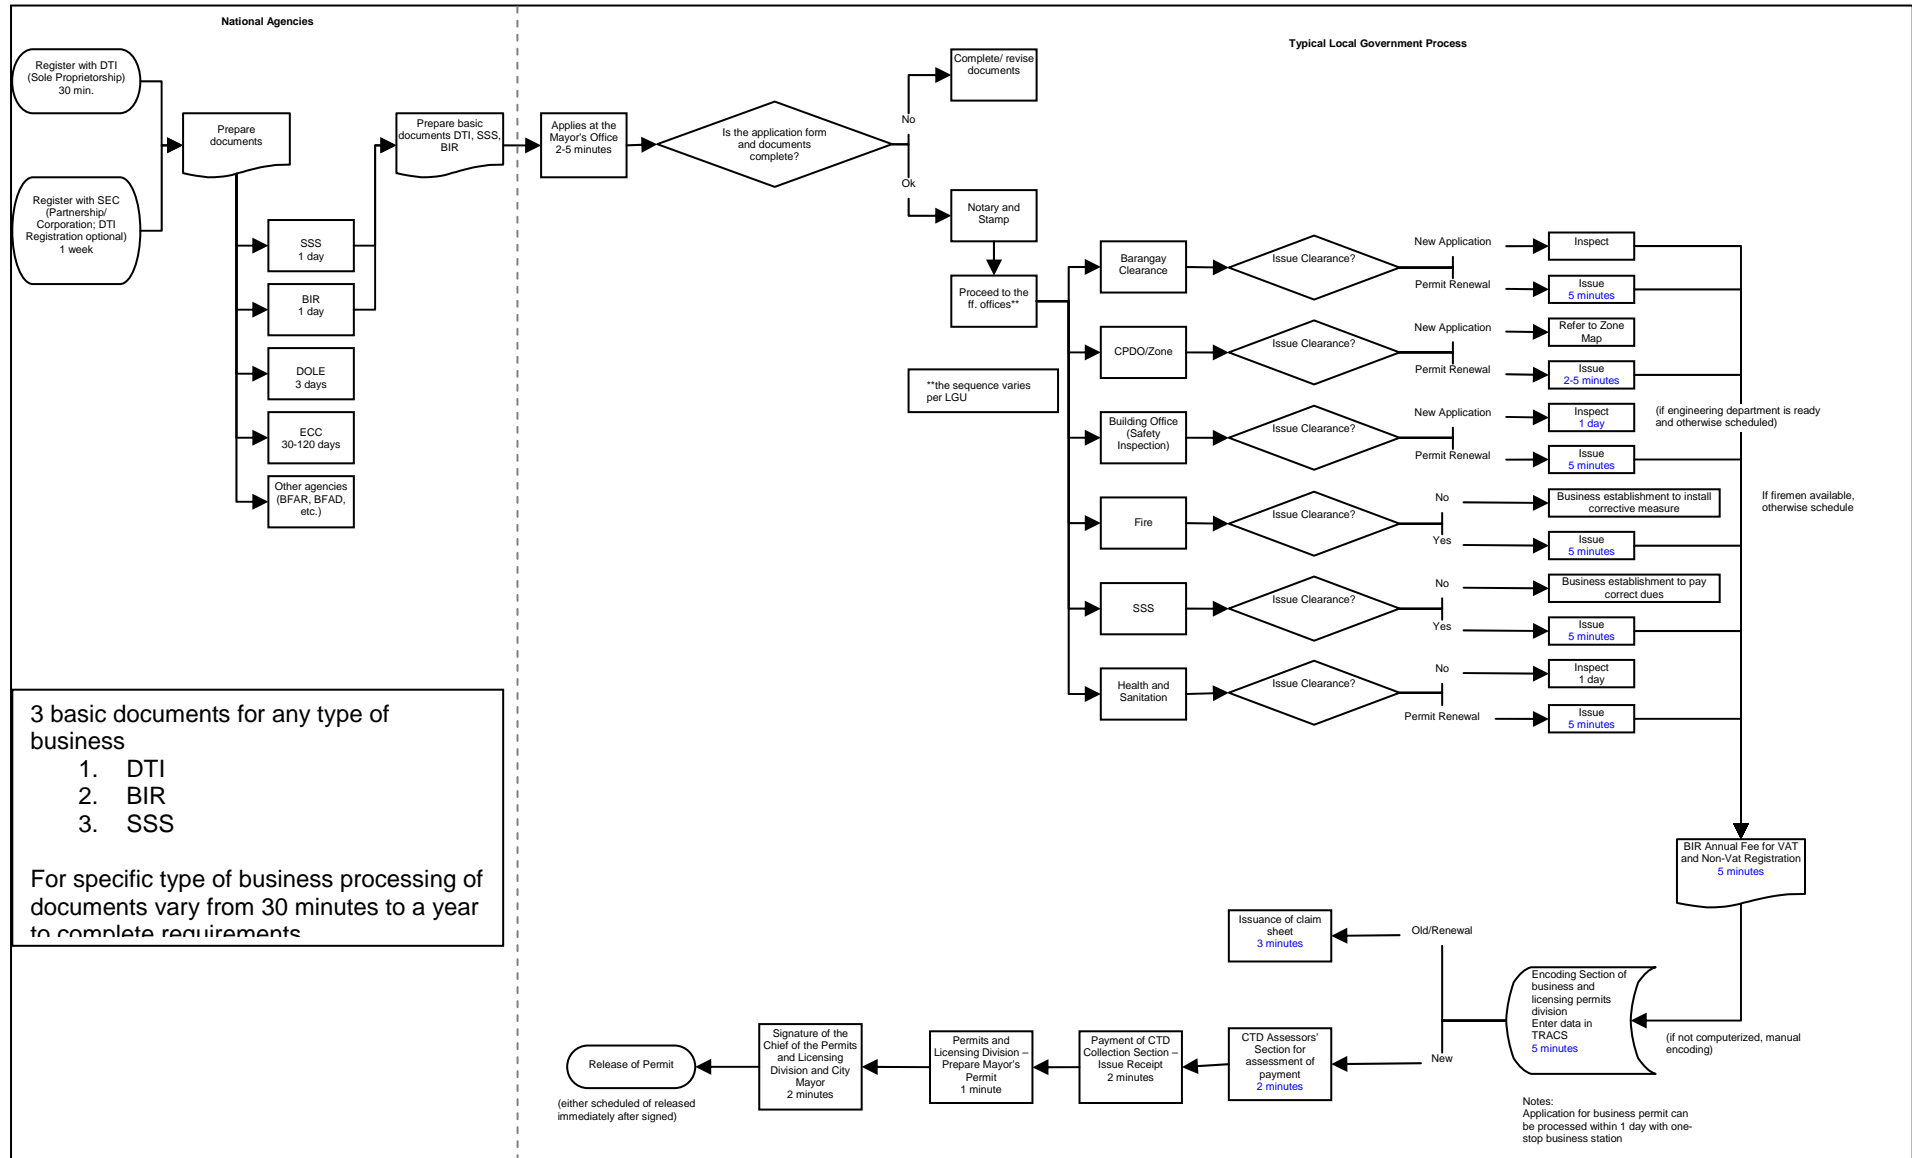 National Agencies
Typical Local Government Process
Register with DTI
(Sole Proprietorship)
30 min.
Register with SEC
(Partnership/
Corporation; DTI
Registration optional)
1 week
Prepare
documents
SSS
1 day
BIR
1 day
DOLE
3 days
ECC
30-120 days
Other agencies
(BFAR, BFAD,
etc.)
Prepare basic
documents DTI, SSS,
BIR
Applies at the
Mayor's Office
2-5 minutes
Is the application form
and documents
complete?
No
Complete/ revise
documents
Ok
Notary and
Stamp
Proceed to the
ff. offices**
**the sequence varies
per LGU
Barangay
Clearance
Issue Clearance?
New Application
Inspect
Permit Renewal
Issue
5 minutes
CPDO/Zone
Issue Clearance?
New Application
Refer to Zone
Map
Permit Renewal
Issue
2-5 minutes
Building Office
(Safety
Inspection)
Issue Clearance?
New Application
Inspect
1 day
(if engineering department is ready
and otherwise scheduled)
Permit Renewal
Issue
5 minutes
Fire
Issue Clearance?
No
Business establishment to install
corrective measure
If firemen available,
otherwise schedule
Yes
Issue
5 minutes
SSS
Issue Clearance?
No
Business establishment to pay
correct dues
Yes
Issue
5 minutes
Health and
Sanitation
Issue Clearance?
No
Inspect
1 day
Permit Renewal
Issue
5 minutes
3 basic documents for any type of
business
1. DTI
2. BIR
3. SSS
For specific type of business processing of
documents vary from 30 minutes to a year
to complete requirements
BIR Annual Fee for VAT
and Non-Vat Registration
5 minutes
Encoding Section of
business and
licensing permits
division
Enter data in
TRACS
5 minutes
(if not computerized, manual
encoding)
Notes:
Application for business permit can
be processed within 1 day with one-
stop business station
Old/Renewal
Issuance of claim
sheet
3 minutes
New
CTD Assessors'
Section for
assessment of
payment
2 minutes
Payment of CTD
Collection Section –
Issue Receipt
2 minutes
Permits and
Licensing Division –
Prepare Mayor's
Permit
1 minute
Signature of the
Chief of the Permits
and Licensing
Division and City
Mayor
2 minutes
Release of Permit
(either scheduled of released
immediately after signed)